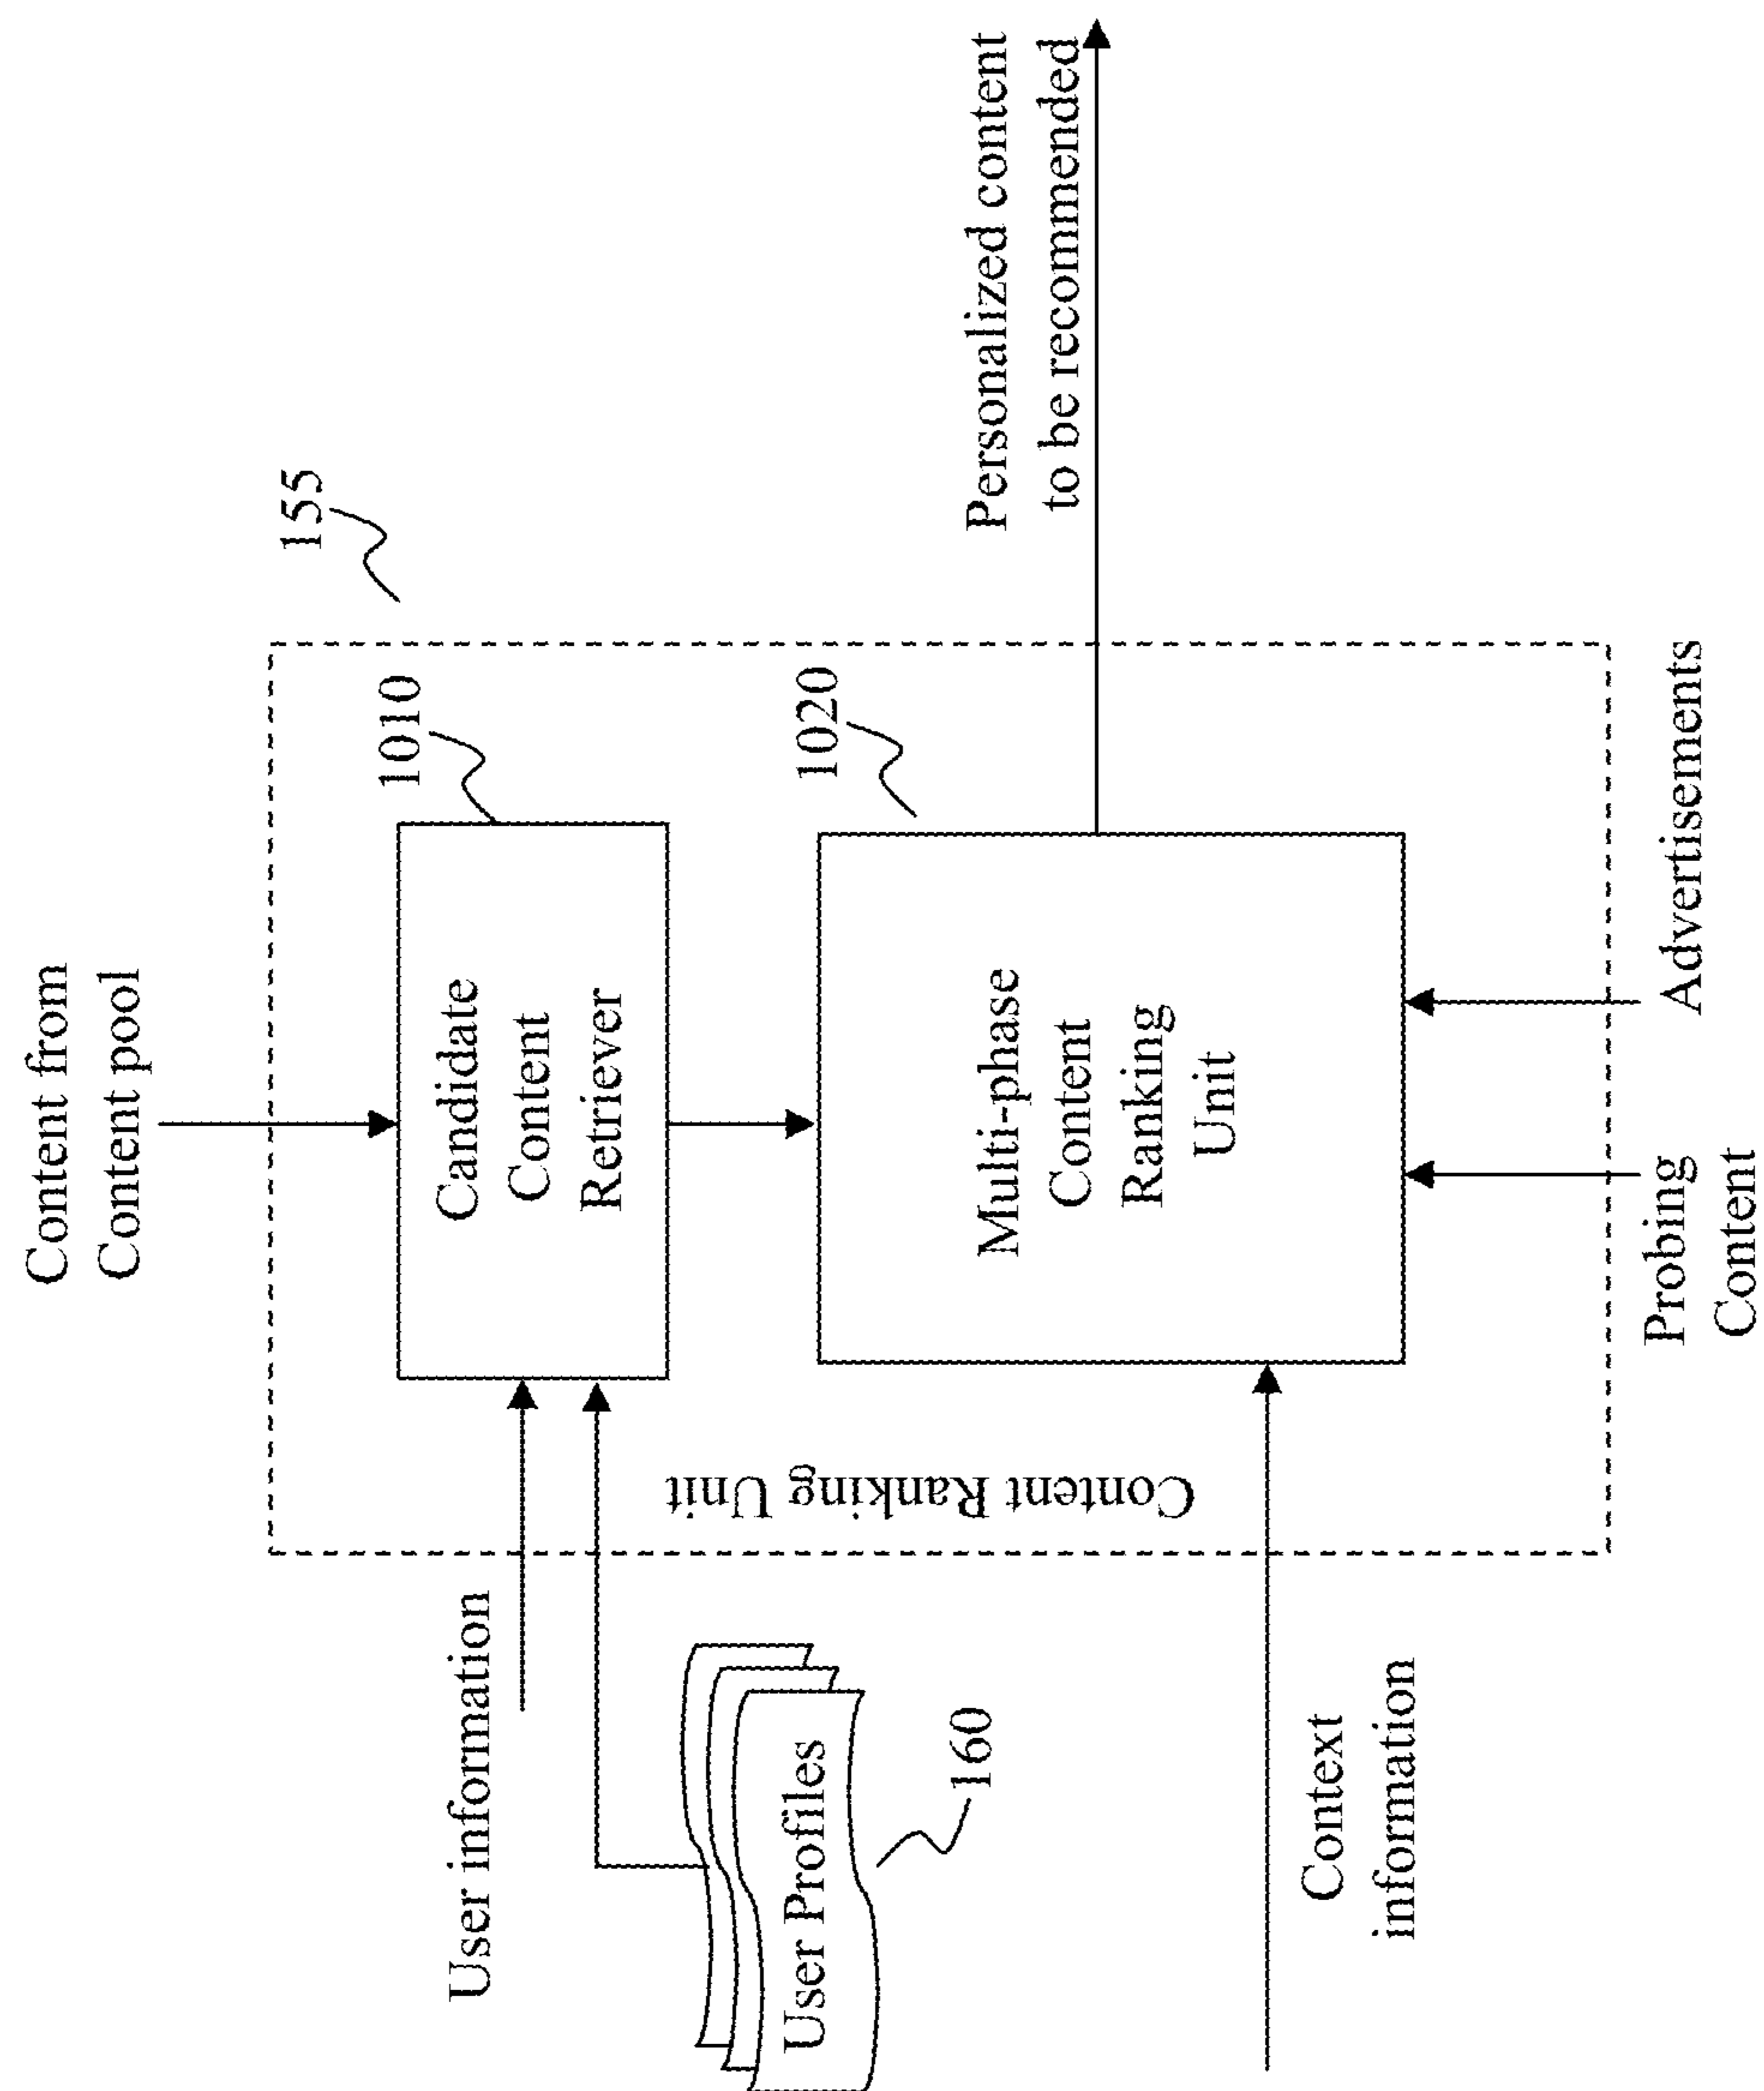 Content from
Content pool
155
1010
Candidate
Content
Retriever
User information
1020
Multi-phase
Content
Ranking
Unit
Content Ranking Unit
User Profiles
160
Personalized content
to be recommended
Context
information
Probing
Content
Advertisements